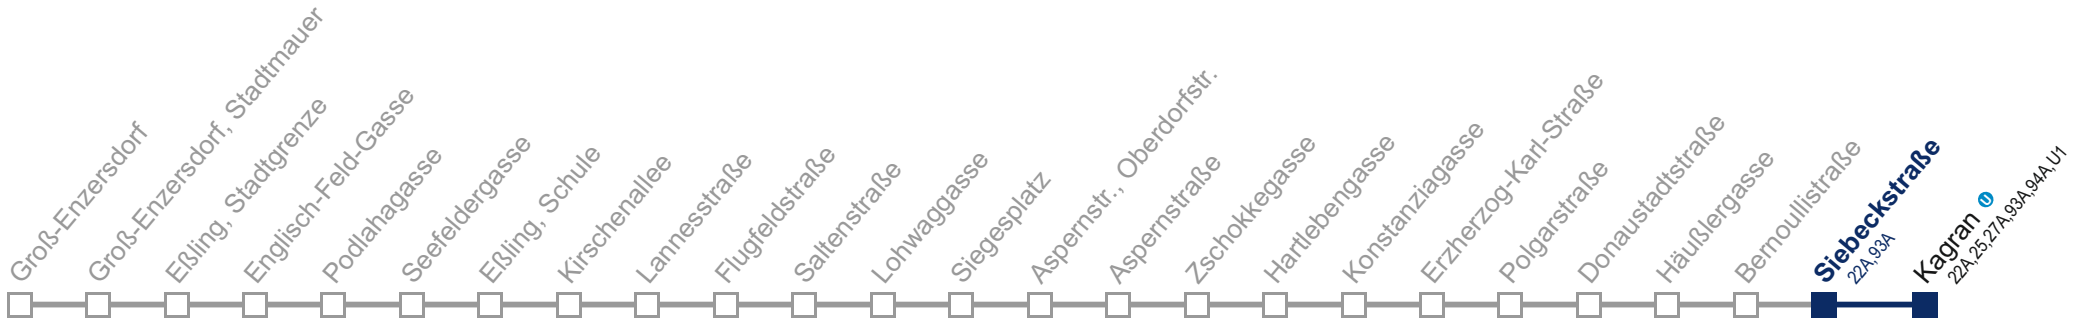 Groß-Enzersdorf
Groß-Enzersdorf, Stadtmauer
Eßling, Stadtgrenze
Englisch-Feld-Gasse
Podlahagasse
Seefeldergasse
Eßling, Schule
Kirschenallee
Lannesstraße
Flugfeldstraße
Saltenstraße
Lohwaggasse
Siegesplatz
Aspernstr., Oberdorfstr.
Aspernstraße
Zschokkegasse
Hartlebengasse
Konstanziagasse
Erzherzog-Karl-Straße
Polgarstraße
Donaustadtstraße
Häußlergasse
Bernoullistraße
Siebeckstraße
22A,93A
Kagran U
22A,25,27A,93A,94A,U1